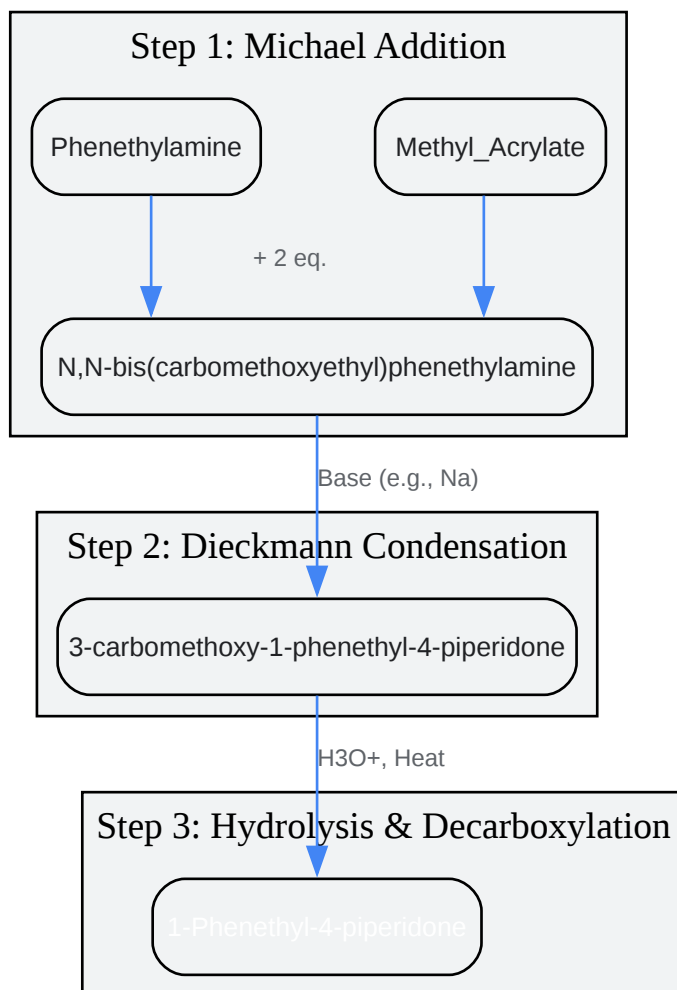 Step 1: Michael Addition
Phenethylamine
Methyl_Acrylate
+ 2 eq.
N,N-bis(carbomethoxyethyl)phenethylamine
Base (e.g., Na)
Step 2: Dieckmann Condensation
3-carbomethoxy-1-phenethyl-4-piperidone
H3O+, Heat
Step 3: Hydrolysis & Decarboxylation
1-Phenethyl-4-piperidone